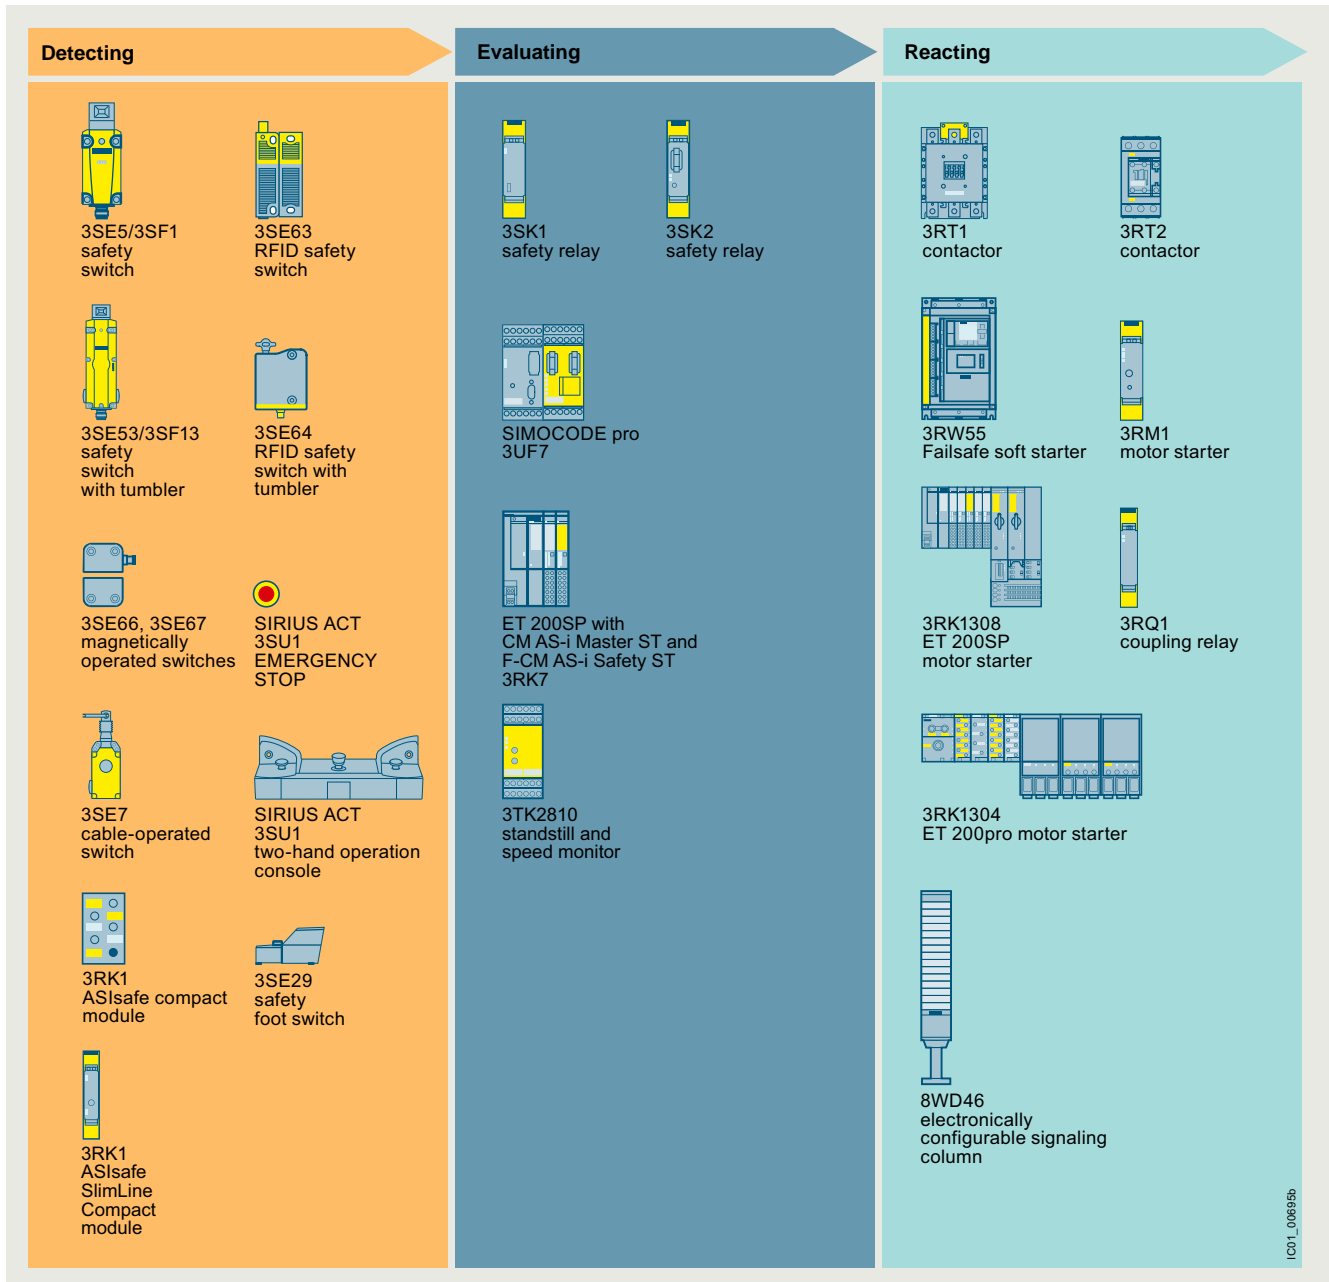 Detecting
Evaluating
Reacting
3SE5/3SF1
safety
switch
3SE63
RFID safety
switch
3SE53/3SF13
safety
switch
with tumbler
3SE64
RFID safety
switch with
tumbler
3SE66, 3SE67
magnetically
operated switches
SIRIUS ACT
3SU1
EMERGENCY
STOP
3SE7
cable-operated
switch
SIRIUS ACT
3SU1
two-hand operation
console
3RK1
ASIsafe compact
module
3SE29
safety
foot switch
3RK1
ASIsafe
SlimLine
Compact
module
3SK1
safety relay
3SK2
safety relay
SIMOCODE pro
3UF7
ET 200SP with
CM AS-i Master ST and
F-CM AS-i Safety ST
3RK7
3TK2810
standstill and
speed monitor
3RT1
contactor
3RT2
contactor
3RW55
Failsafe soft starter
3RM1
motor starter
3RK1308
ET 200SP
motor starter
3RQ1
coupling relay
3RK1304
ET 200pro motor starter
8WD46
electronically
configurable signaling
column
IC01_00695b